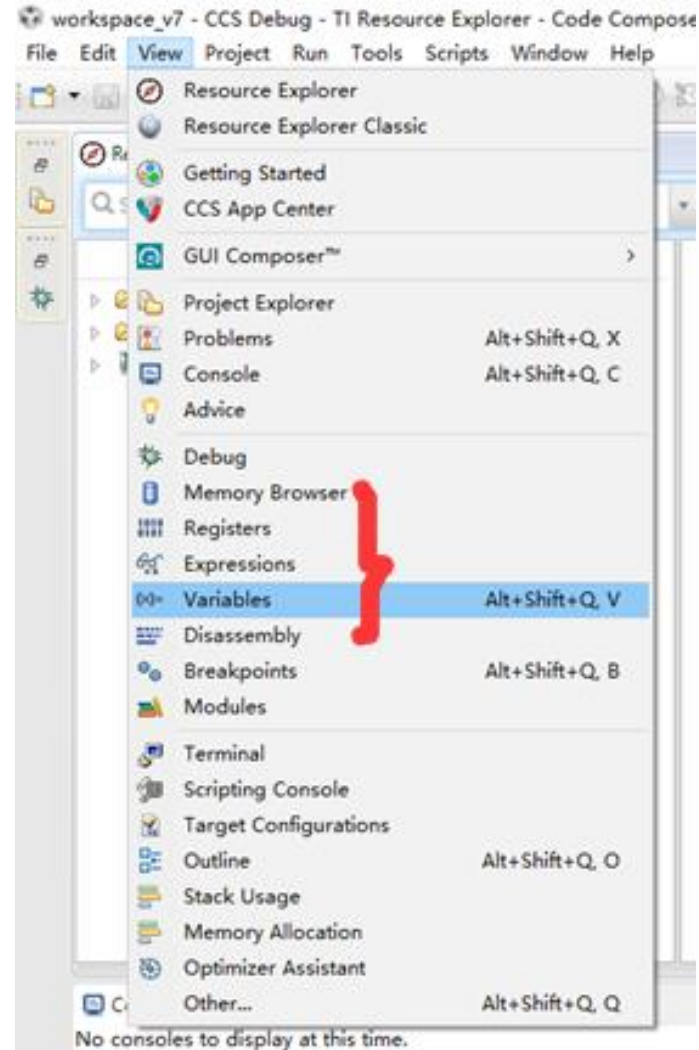 workspace_v7 - CCS Debug - TI Resource Explorer - Code Compose
File Edit View Project Run Tools Scripts Window Help
Resource Explorer
Resource Explorer Classic
Getting Started
CCS App Center
GUI Composer™
Project Explorer
Problems Alt+Shift+Q, X
Console Alt+Shift+Q, C
Advice
Debug
Memory Browser
Registers
Expressions
Variables Alt+Shift+Q, V
Disassembly
Breakpoints Alt+Shift+Q, B
Modules
Terminal
Scripting Console
Target Configurations
Outline Alt+Shift+Q, O
Stack Usage
Memory Allocation
Optimizer Assistant
Other... Alt+Shift+Q, Q
No consoles to display at this time.